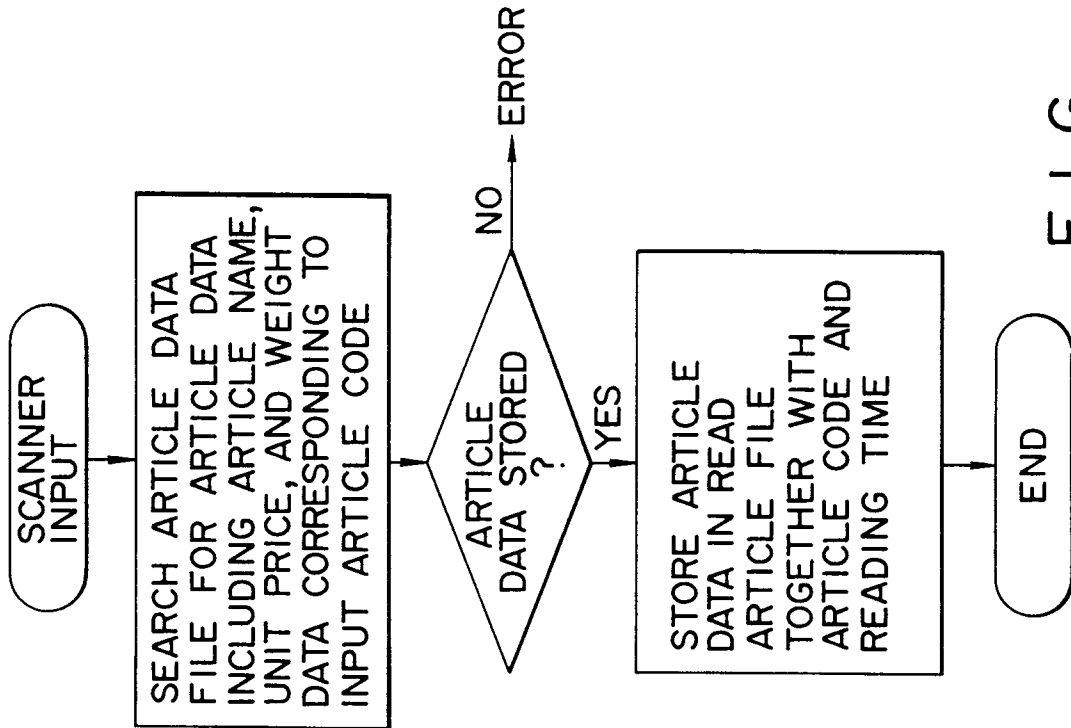 SCANNER
INPUT
SEARCH ARTICLE DATA
FILE FOR ARTICLE DATA
INCLUDING ARTICLE NAME,
UNIT PRICE, AND WEIGHT
DATA CORRESPONDING TO
INPUT ARTICLE CODE
ARTICLE
DATA STORED
?
NO
ERROR
YES
STORE ARTICLE
DATA IN READ
ARTICLE FILE
TOGETHER WITH
ARTICLE CODE AND
READING TIME
END